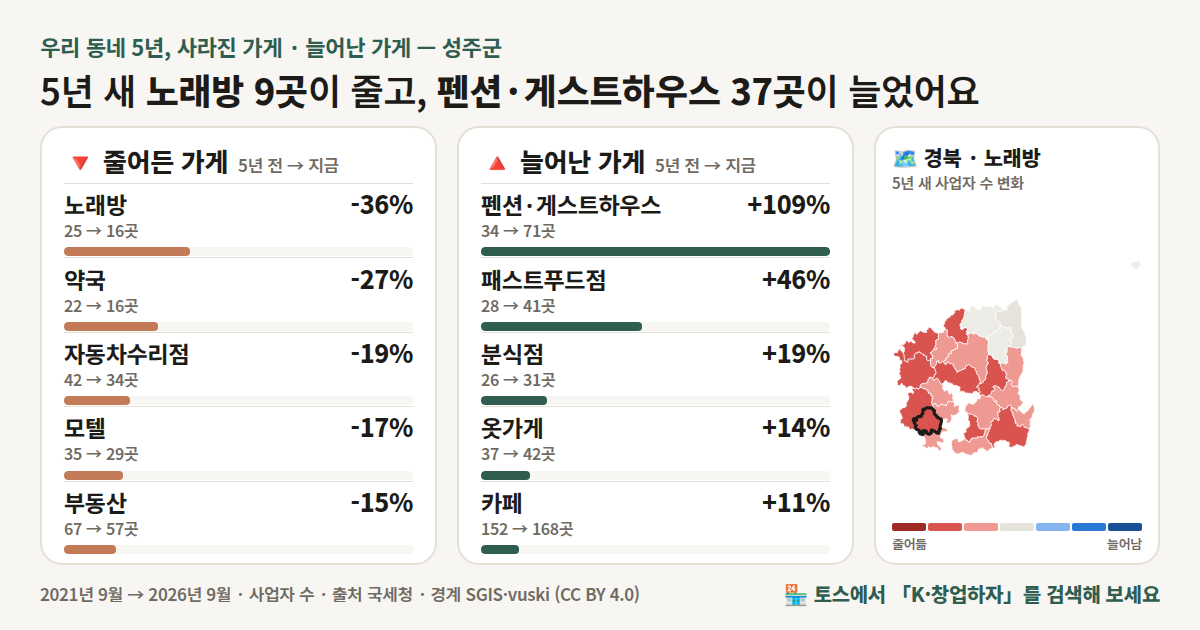 우리 동네 5년, 사라진 가게 · 늘어난 가게 — 성주군
5년 새 노래방 9곳이 줄고, 펜션·게스트하우스 37곳이 늘었어요
🔻 줄어든 가게 5년 전 → 지금
노래방 -36%
25 → 16곳
약국 -27%
22 → 16곳
자동차수리점 -19%
42 → 34곳
모텔 -17%
35 → 29곳
부동산 -15%
67 → 57곳
🔺 늘어난 가게 5년 전 → 지금
펜션·게스트하우스 +109%
34 → 71곳
패스트푸드점 +46%
28 → 41곳
분식점 +19%
26 → 31곳
옷가게 +14%
37 → 42곳
카페 +11%
152 → 168곳
🗺️ 경북 · 노래방
5년 새 사업자 수 변화
줄어듦 늘어남
2021년 9월 → 2026년 9월 · 사업자 수 · 출처 국세청 · 경계 SGIS·vuski (CC BY 4.0)
🏪 토스에서 「K·창업하자」를 검색해 보세요